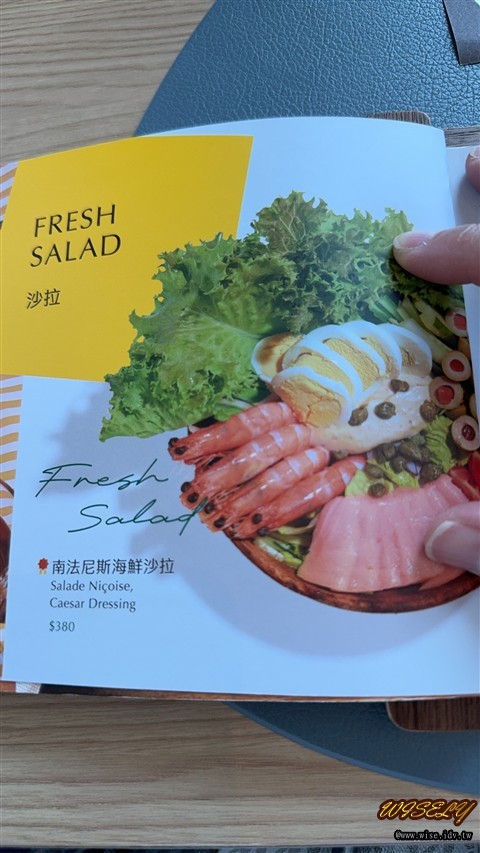 FRESH
SALAD
沙拉
Fresh
Salad
南法尼斯海鮮沙拉
Salade Niçoise,
Caesar Dressing
$380
WISELY
@www.wise.idv.tw